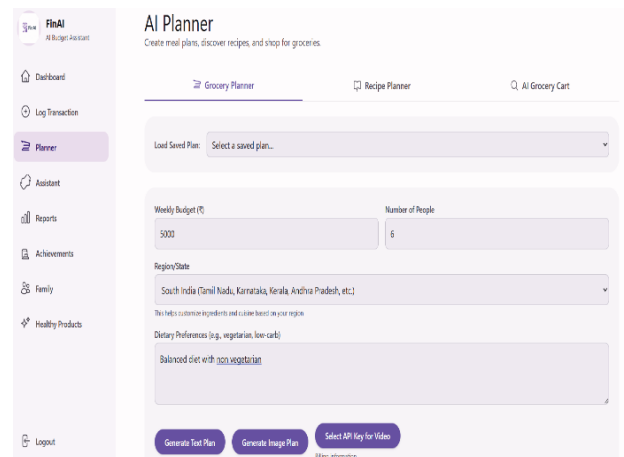 FinAI
AI Budget Assistant
Dashboard
Log Transaction
Planner
Assistant
Reports
Achievements
Family
Healthy Products
Logout
AI Planner
Create meal plans, discover recipes, and shop for groceries.
Grocery Planner
Recipe Planner
AI Grocery Cart
Load Saved Plan: Select a saved plan...
Weekly Budget (₹)
5000
Number of People
6
Region/State
South India (Tamil Nadu, Karnataka, Kerala, Andhra Pradesh, etc.)
This helps customize ingredients and cuisine based on your region
Dietary Preferences (e.g., vegetarian, low-carb)
Balanced diet with non vegetarian
Generate Text Plan
Generate Image Plan
Select API Key for Video
Billing information